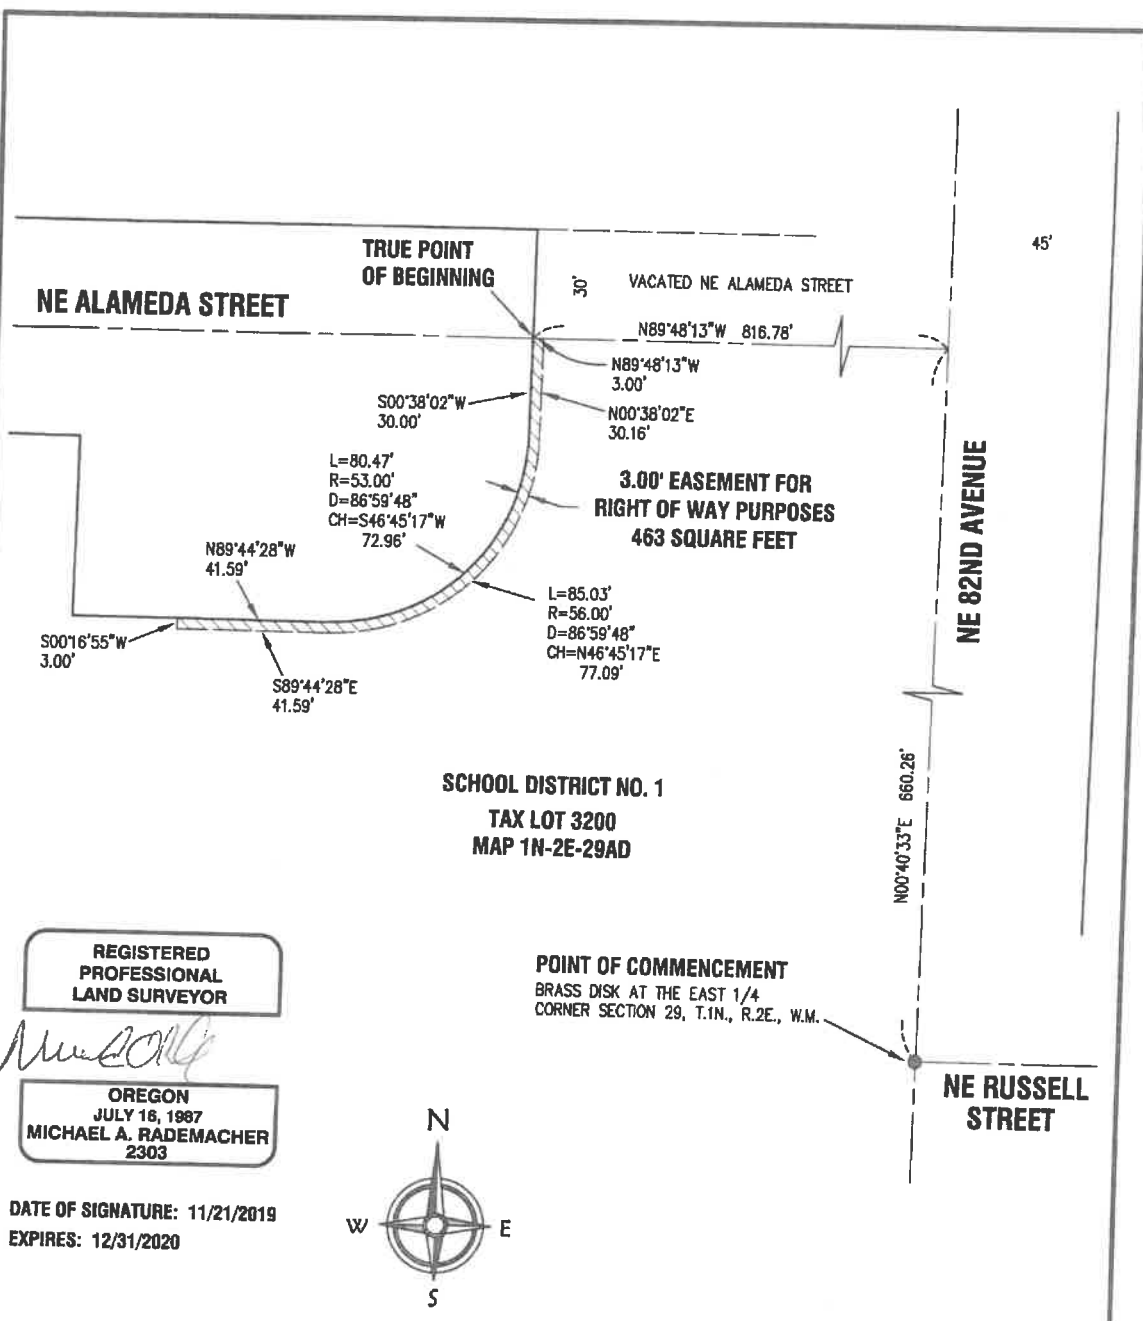 45'
TRUE POINT
OF BEGINNING
30'
VACATED NE ALAMEDA STREET
NE ALAMEDA STREET
N89°48'13"W 816.78'
N89°48'13"W
3.00'
S00°38'02"W
30.00'
N00°38'02"E
30.16'
L=80.47'
R=53.00'
D=86°59'48"
CH=S46°45'17"W
72.96'
3.00' EASEMENT FOR
RIGHT OF WAY PURPOSES
463 SQUARE FEET
NE 82ND AVENUE
N89°44'28"W
41.59'
L=85.03'
R=56.00'
D=86°59'48"
CH=N46°45'17"E
77.09'
S00°16'55"W
3.00'
S89°44'28"E
41.59'
N00°40'33"E 660.26'
SCHOOL DISTRICT NO. 1
TAX LOT 3200
MAP 1N-2E-29AD
POINT OF COMMENCEMENT
BRASS DISK AT THE EAST 1/4
CORNER SECTION 29, T.1N., R.2E., W.M.
NE RUSSELL
STREET
REGISTERED
PROFESSIONAL
LAND SURVEYOR
OREGON
JULY 16, 1987
MICHAEL A. RADEMACHER
2303
DATE OF SIGNATURE: 11/21/2019
EXPIRES: 12/31/2020
N
W
E
S